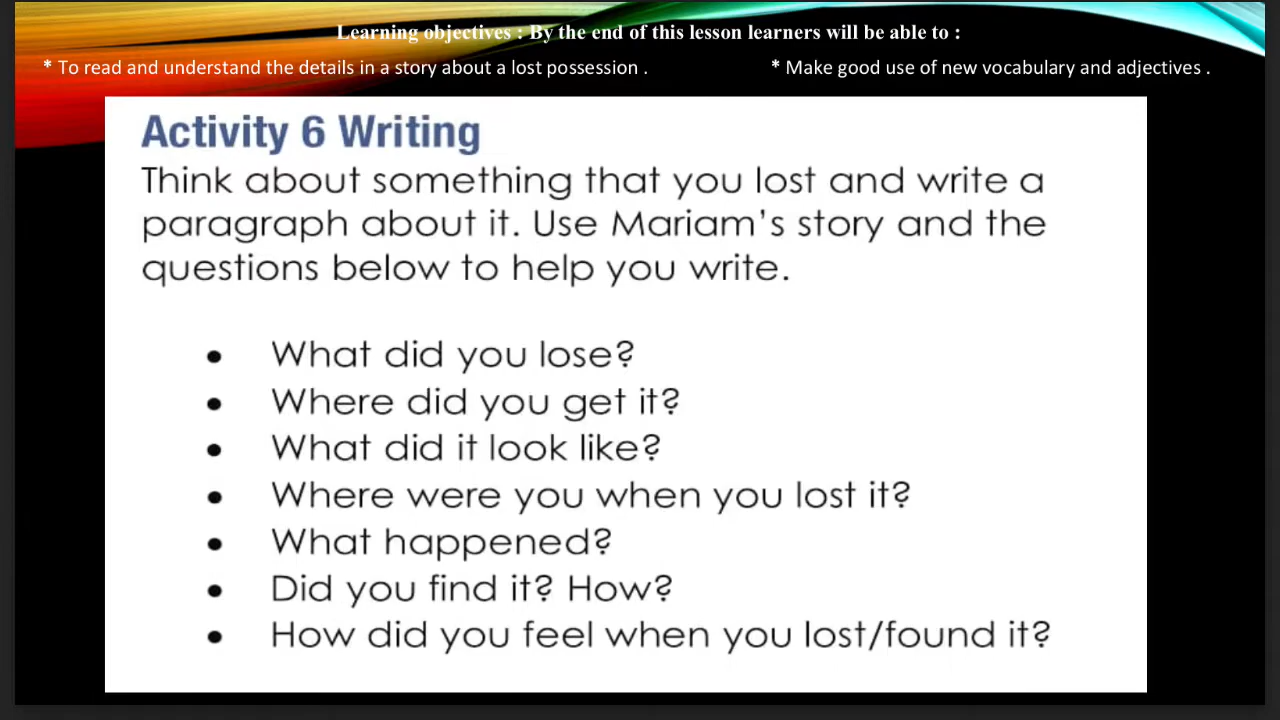 Learning objectives : By the end of this lesson learners will be able to :
* To read and understand the details in a story about a lost possession .
* Make good use of new vocabulary and adjectives .
Activity 6 Writing
Think about something that you lost and write a
paragraph about it. Use Mariam's story and the
questions below to help you write.
• What did you lose?
• Where did you get it?
• What did it look like?
• Where were you when you lost it?
• What happened?
• Did you find it? How?
• How did you feel when you lost/found it?